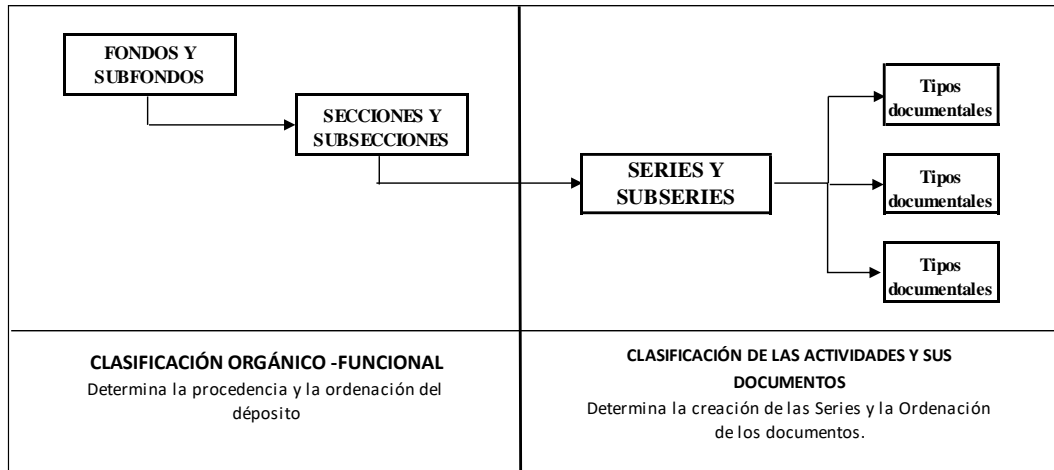 FONDOS Y
SUBFONDOS
SECCIONES Y
SUBSECCIONES
SERIES Y
SUBSERIES
Tipos
documentales
Tipos
documentales
Tipos
documentales
CLASIFICACIÓN ORGÁNICO -FUNCIONAL
Determina la procedencia y la ordenación del
déposito
CLASIFICACIÓN DE LAS ACTIVIDADES Y SUS
DOCUMENTOS
Determina la creación de las Series y la Ordenación
de los documentos.